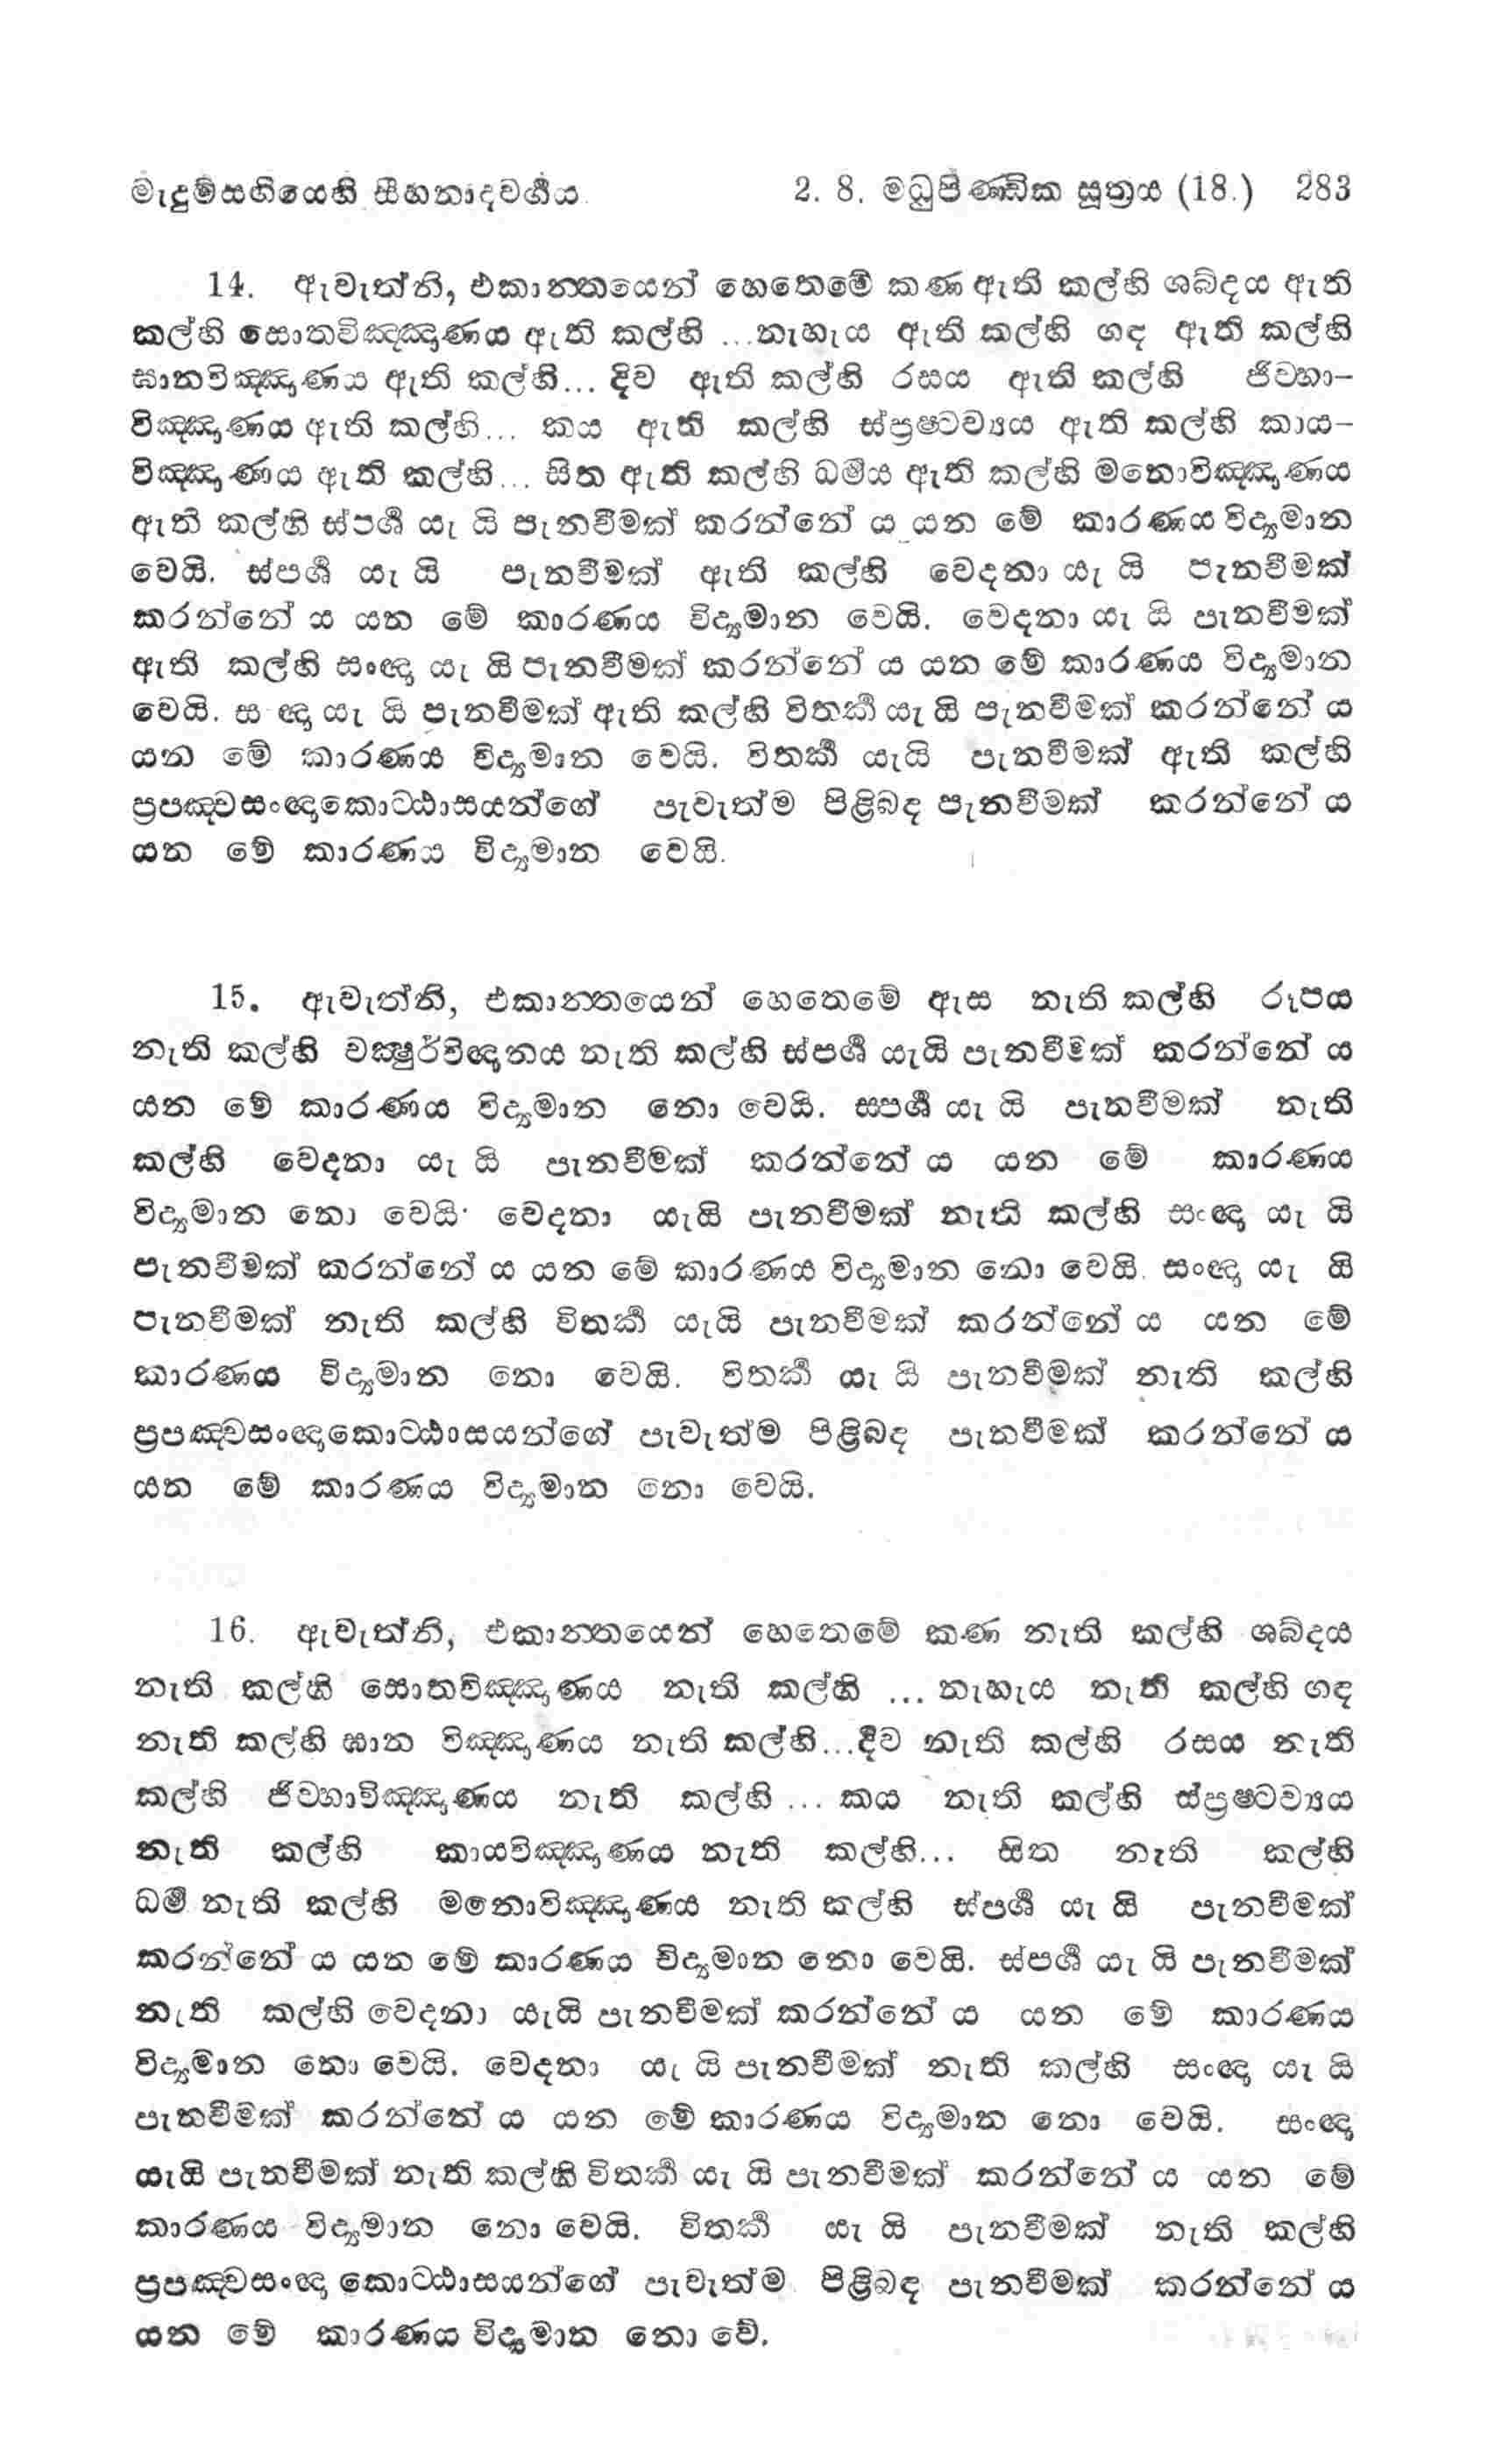 මැදුම්සඟියෙහි සීහනාදවර්‍ගය
2. 8. මධුපිණ්ඩික සූත්‍රය (18.) 283
14. ඇවැත්නි, එකාන්තයෙන් හෙතෙමේ කණ ඇති කල්හි ශබ්දය ඇති
කල්හි සොතවිඤ්ඤාණය ඇති කල්හි ...නැහැය ඇති කල්හි ගඳ ඇති කල්හි
ඝානවිඤ්ඤාණය ඇති කල්හි... දිව ඇති කල්හි රසය ඇති කල්හි ජිව්හා-
විඤ්ඤාණය ඇති කල්හි... කය ඇති කල්හි ස්ප්‍රෂ්ටව්‍යය ඇති කල්හි කාය-
විඤ්ඤාණය ඇති කල්හි... සිත ඇති කල්හි ධර්‍මය ඇති කල්හි මනොවිඤ්ඤාණය
ඇති කල්හි ස්පර්‍ශ යැ යි පැනවීමක් කරන්නේ ය යන මේ කාරණය විද්‍යමාන
වෙයි. ස්පර්‍ශ යැ යි පැනවීමක් ඇති කල්හි වෙදනා යැ යි පැනවීමක්
කරන්නේ ය යන මේ කාරණය විද්‍යමාන වෙයි. වෙදනා යැ යි පැනවීමක්
ඇති කල්හි සංඥා යැ යි පැනවීමක් කරන්නේ ය යන මේ කාරණය විද්‍යමාන
වෙයි. ස ඥා යැ යි පැනවීමක් ඇති කල්හි විතර්‍ක යැ යි පැනවීමක් කරන්නේ ය
යන මේ කාරණය විද්‍යමාන වෙයි. විතර්‍ක යැයි පැනවීමක් ඇති කල්හි
ප්‍රපඤ්චසංඥාකොට්ඨාසයන්ගේ පැවැත්ම පිළිබඳ පැනවීමක් කරන්නේ ය
යන මේ කාරණය විද්‍යමාන වෙයි.
15. ඇවැත්නි, එකාන්තයෙන් හෙතෙමේ ඇස නැති කල්හි රූපය
නැති කල්හි චක්‍ෂුර්විඥානය නැති කල්හි ස්පර්‍ශ යැයි පැනවීමක් කරන්නේ ය
යන මේ කාරණය විද්‍යමාන නො වෙයි. සපර්‍ශ යැ යි පැනවීමක් නැති
කල්හි වෙදනා යැ යි පැනවීමක් කරන්නේ ය යන මේ කාරණය
විද්‍යමාන නො වෙයි· වෙදනා යැයි පැනවීමක් නැති කල්හි සංඥා යැ යි
පැනවීමක් කරන්නේ ය යන මේ කාරණය විද්‍යමාන නො වෙයි. සංඥා යැ යි
පැනවීමක් නැති කල්හි විතර්‍ක යැයි පැනවීමක් කරන්නේ ය යන මේ
කාරණය විද්‍යමාන නො වෙයි. විතර්‍ක යැ යි පැනවීමක් නැති කල්හි
ප්‍රපඤ්චසංඥාකොට්ඨාසයන්ගේ පැවැත්ම පිළිබඳ පැනවීමක් කරන්නේ ය
යන මේ කාරණය විද්‍යමාන නො වෙයි.
16. ඇවැත්නි, එකාන්තයෙන් හෙතෙමේ කණ නැති කල්හි ශබ්දය
නැති කල්හි සොතවිඤ්ඤාණය නැති කල්හි ... නැහැය නැති කල්හි ගඳ
නැති කල්හි ඝාන විඤ්ඤාණය නැති කල්හි...දිව නැති කල්හි රසය නැති
කල්හි ජිව්හාවිඤ්ඤාණය නැති කල්හි ... කය නැති කල්හි ස්ප්‍රෂ්ටව්‍යය
නැති කල්හි කායවිඤ්ඤාණය නැති කල්හි... සිත නැති කල්හි
ධර්‍ම නැති කල්හි මනොවිඤ්ඤාණය නැති කල්හි ස්පර්‍ශ යැ යි පැනවීමක්
කරන්නේ ය යන මේ කාරණය විද්‍යමාන නො වෙයි. ස්පර්‍ශ යැ යි පැනවීමක්
නැති කල්හි වෙදනා යැයි පැනවීමක් කරන්නේ ය යන මේ කාරණය
විද්‍යමාන නො වෙයි. වෙදනා යැ යි පැනවීමක් නැති කල්හි සංඥා යැ යි
පැනවීමක් කරන්නේ ය යන මේ කාරණය විද්‍යමාන නො වෙයි. සංඥා
යැයි පැනවීමක් නැති කල්හි විතර්‍ක යැ යි පැනවීමක් කරන්නේ ය යන මේ
කාරණය විද්‍යමාන නො වෙයි. විතර්‍ක යැ යි පැනවීමක් නැති කල්හි
ප්‍රපඤ්චසංඥා කොට්ඨාසයන්ගේ පැවැත්ම පිළිබඳ පැනවීමක් කරන්නේ ය
යන මේ කාරණය විද්‍යමාන නො වේ.